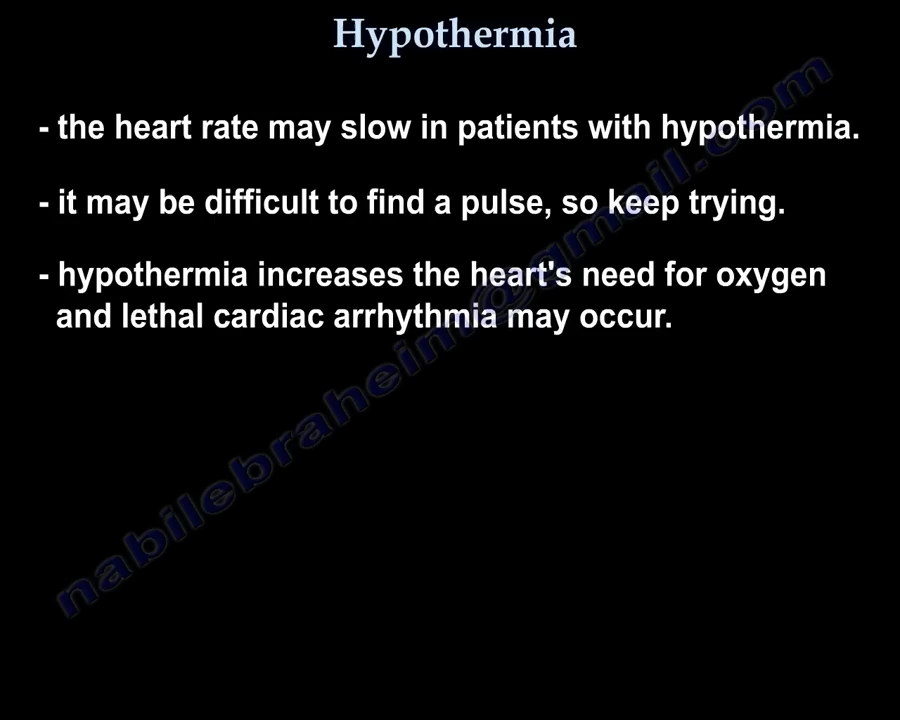 Hypothermia
- the heart rate may slow in patients with hypothermia.
- it may be difficult to find a pulse, so keep trying.
- hypothermia increases the heart's need for oxygen
and lethal cardiac arrhythmia may occur.
nabilebraheim@gmail.com